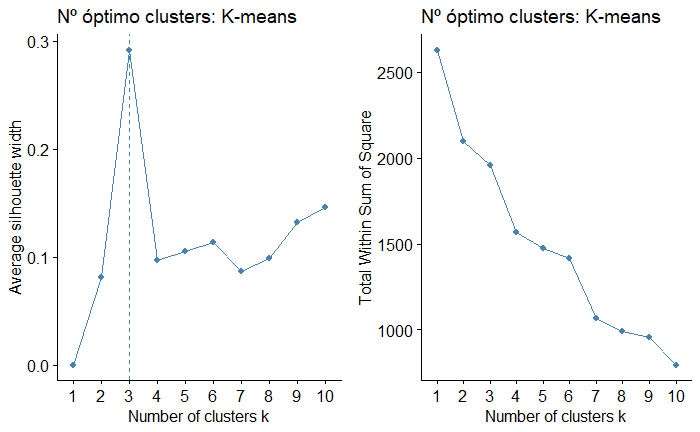 Nº óptimo clusters: K-means
Average silhouette width
0.3
0.2
0.1
0.0
1 2 3 4 5 6 7 8 9 10
Number of clusters k
Nº óptimo clusters: K-means
Total Within Sum of Square
2500
2000
1500
1000
1 2 3 4 5 6 7 8 9 10
Number of clusters k